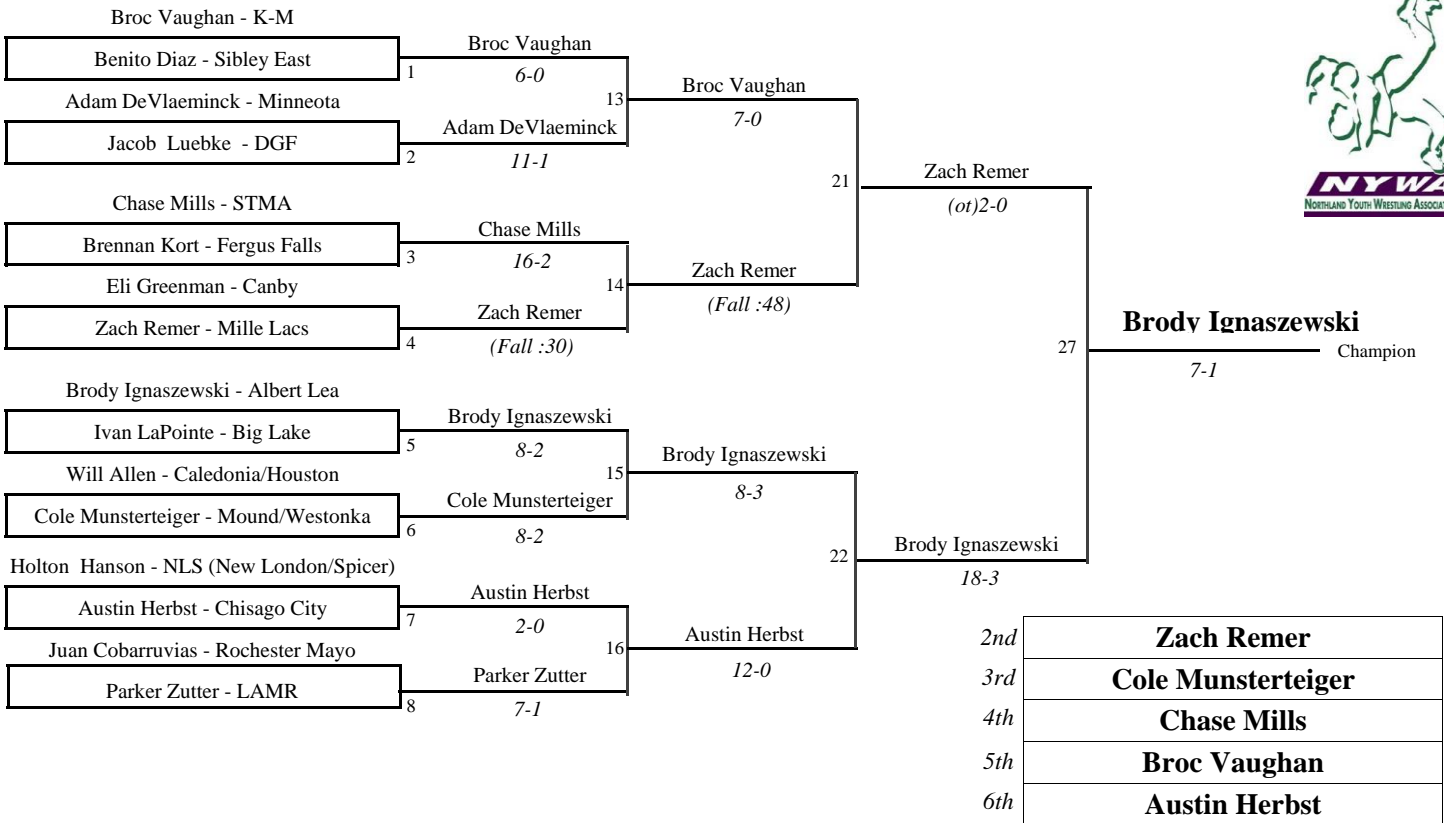 Broc Vaughan - K-M
Benito Diaz - Sibley East
1
Adam DeVlaeminck - Minneota
Jacob Luebke - DGF
2
Chase Mills - STMA
Brennan Kort - Fergus Falls
3
Eli Greenman - Canby
Zach Remer - Mille Lacs
4
Brody Ignaszewski - Albert Lea
Ivan LaPointe - Big Lake
5
Will Allen - Caledonia/Houston
Cole Munsterteiger - Mound/Westonka
6
Holton Hanson - NLS (New London/Spicer)
Austin Herbst - Chisago City
7
Juan Cobarruvias - Rochester Mayo
Parker Zutter - LAMR
8
Broc Vaughan
6-0
13
Adam DeVlaeminck
11-1
Chase Mills
16-2
14
Zach Remer
(Fall :30)
Brody Ignaszewski
8-2
15
Cole Munsterteiger
8-2
Austin Herbst
2-0
16
Parker Zutter
7-1
Broc Vaughan
7-0
21
Zach Remer
(Fall :48)
Brody Ignaszewski
8-3
22
Austin Herbst
12-0
Zach Remer
(ot)2-0
27
Brody Ignaszewski
18-3
Brody Ignaszewski
Champion
7-1
NYWA
NORTHLAND YOUTH WRESTLING
2nd Zach Remer
3rd Cole Munsterteiger
4th Chase Mills
5th Broc Vaughan
6th Austin Herbst